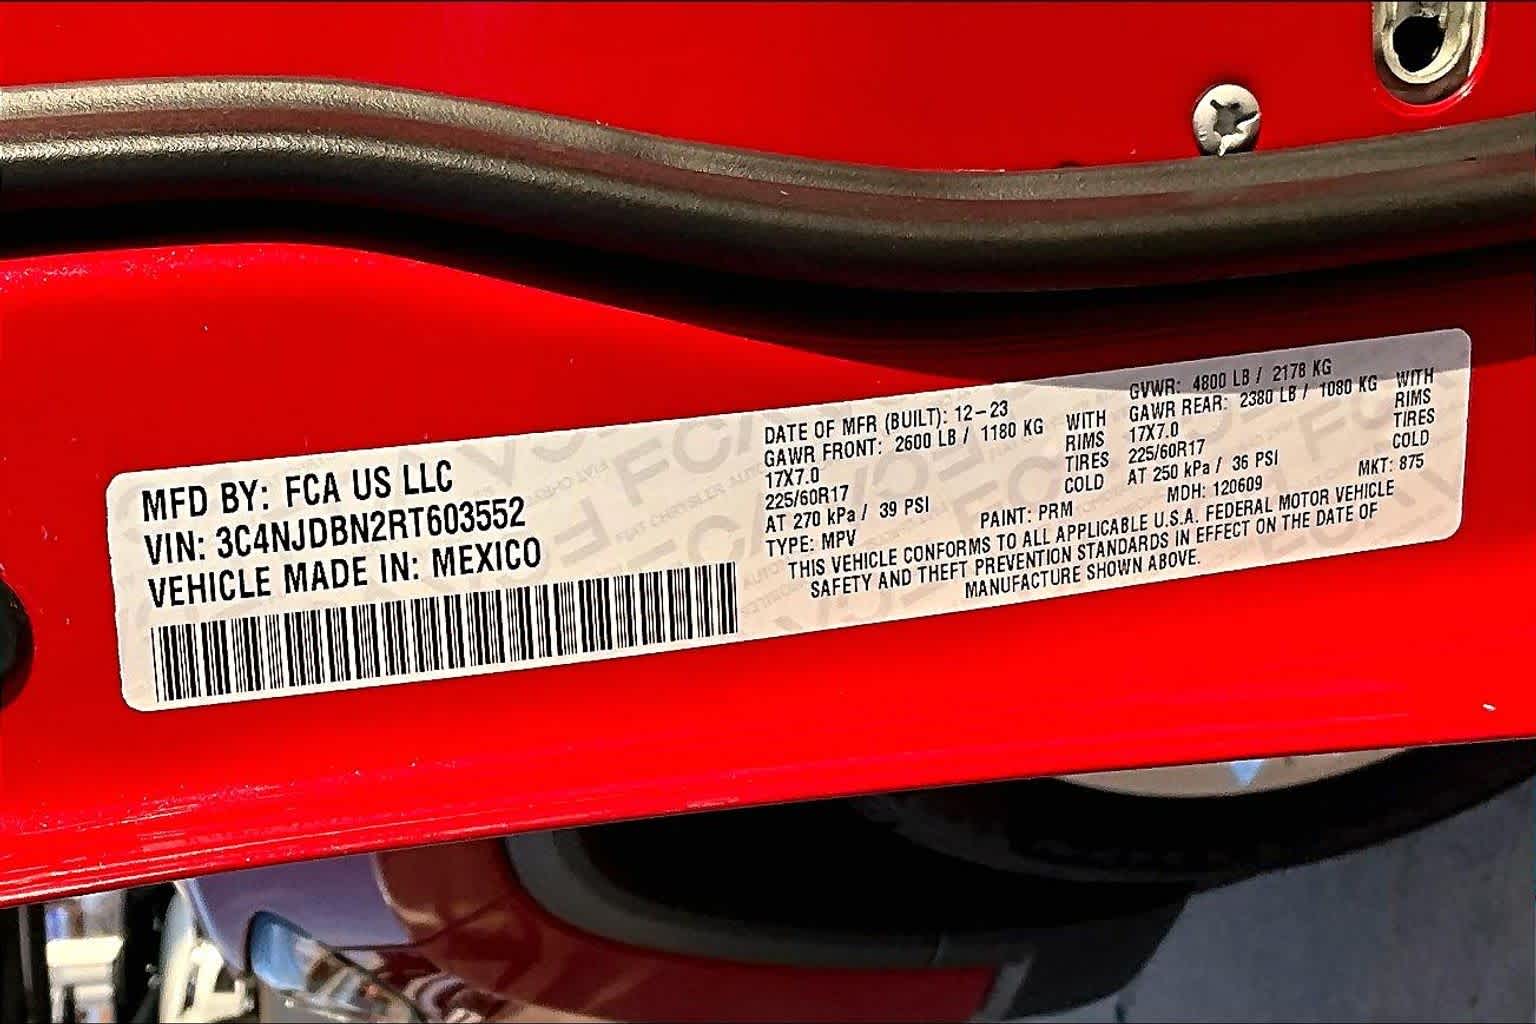 MFD BY: FCA US LLC
VIN: 3C4NJDBN2RT603552
VEHICLE MADE IN: MEXICO
DATE OF MFR (BUILT): 12-23
GAWR FRONT: 2600 LB / 1180 KG WITH
17X7.0 RIMS
225/60R17 TIRES
AT 270 kPa / 39 PSI COLD
TYPE: MPV
PAINT: PRM
GVWR: 4800 LB / 2178 KG
GAWR REAR: 2380 LB / 1080 KG WITH
17X7.0 RIMS
225/60R17 TIRES
AT 250 kPa / 36 PSI COLD
MDH: 120609 MKT: 875
THIS VEHICLE CONFORMS TO ALL APPLICABLE U.S.A. FEDERAL MOTOR VEHICLE
SAFETY AND THEFT PREVENTION STANDARDS IN EFFECT ON THE DATE OF
MANUFACTURE SHOWN ABOVE.